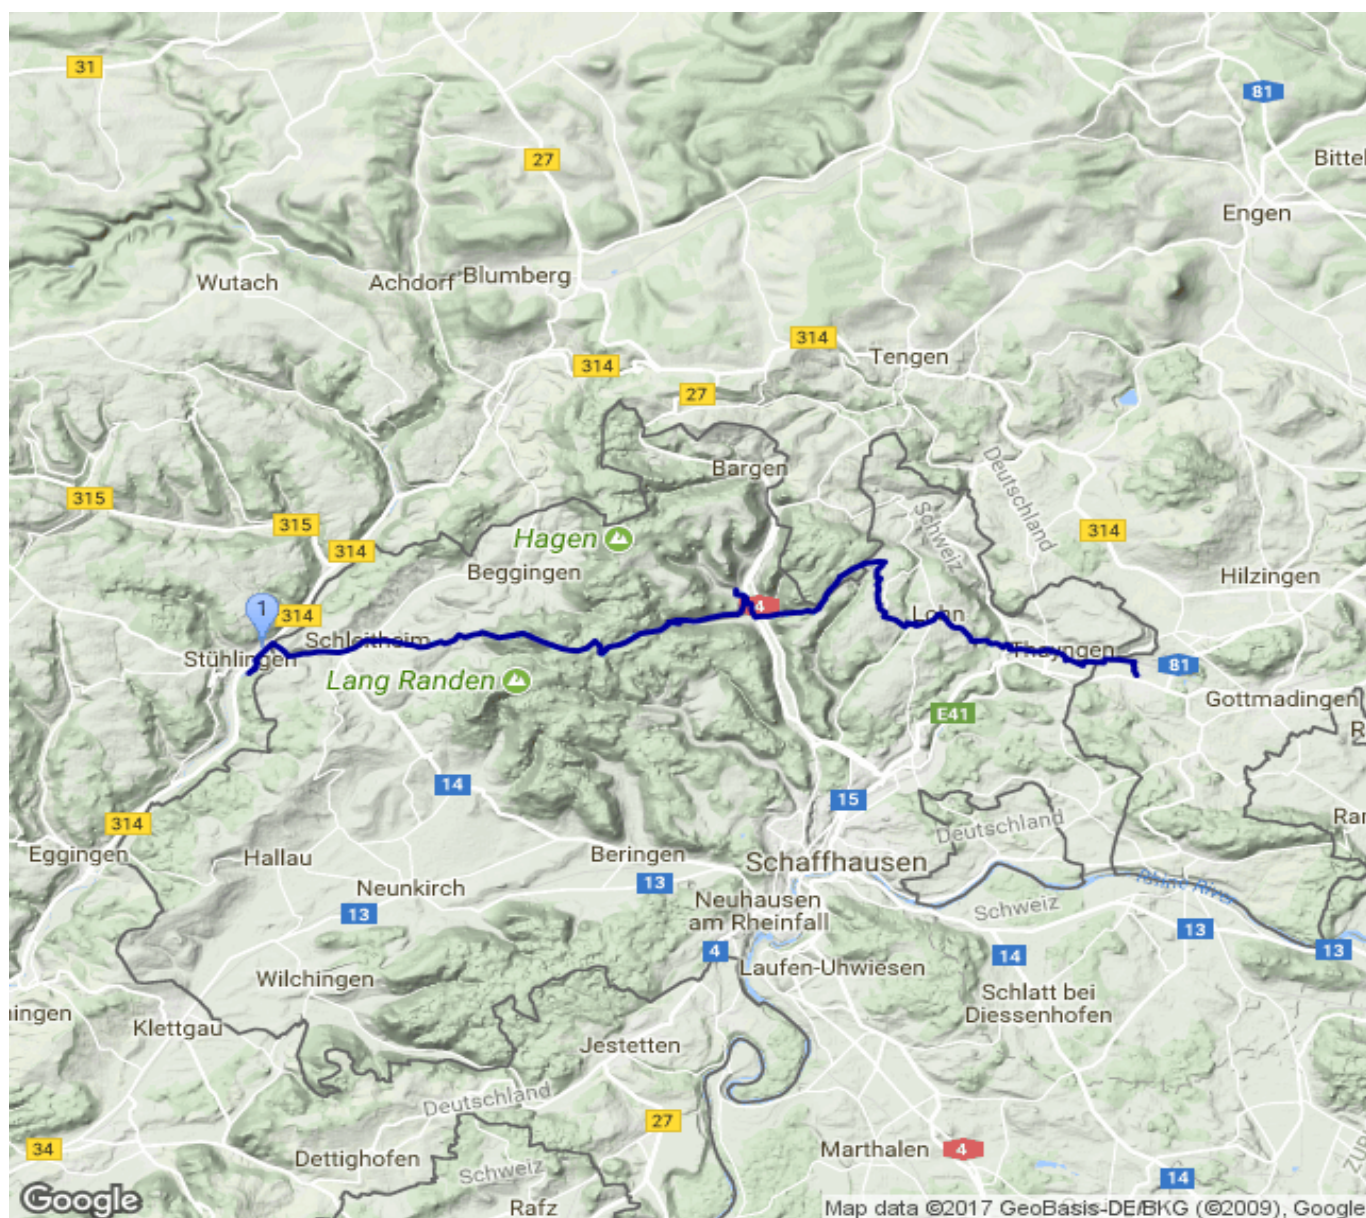 31
81
27
Bittel
Engen
Wutach
Achdorf
Blumberg
314
Tengen
314
27
Bargen
Deutschland
315
315
314
Schweiz
314
Hagen
Beggingen
Hilzingen
4
1
314
Lohn
Schleitheim
Stühlingen
Thayngen
81
Lang Randen
Gottmadingen
R
E41
14
15
314
Deutschland
Ran
Eggingen
Hallau
Beringen
Schaffhausen
Neunkirch
13
Rhine River
Neuhausen
am Rheinfall
Schweiz
13
13
4
14
13
Wilchingen
Laufen-Uhwiesen
Schlatt bei
Diessenhofen
ningen
Klettgau
Jestetten
Deutschland
27
34
Dettighofen
Schweiz
Marthalen
4
14
Rafz
Google
Map data ©2017 GeoBasis-DE/BKG (©2009), Google